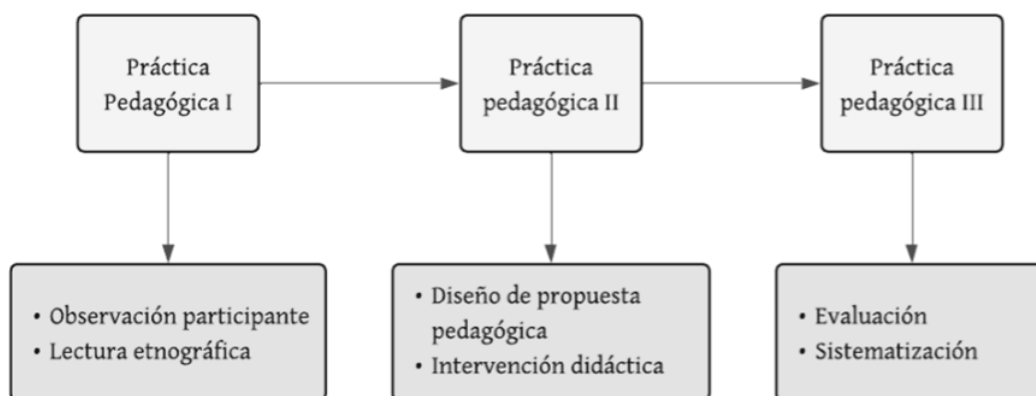 Práctica
Pedagógica I
Práctica
pedagógica II
Práctica
pedagógica III
• Observación participante
• Lectura etnográfica
• Diseño de propuesta
pedagógica
• Intervención didáctica
• Evaluación
• Sistematización